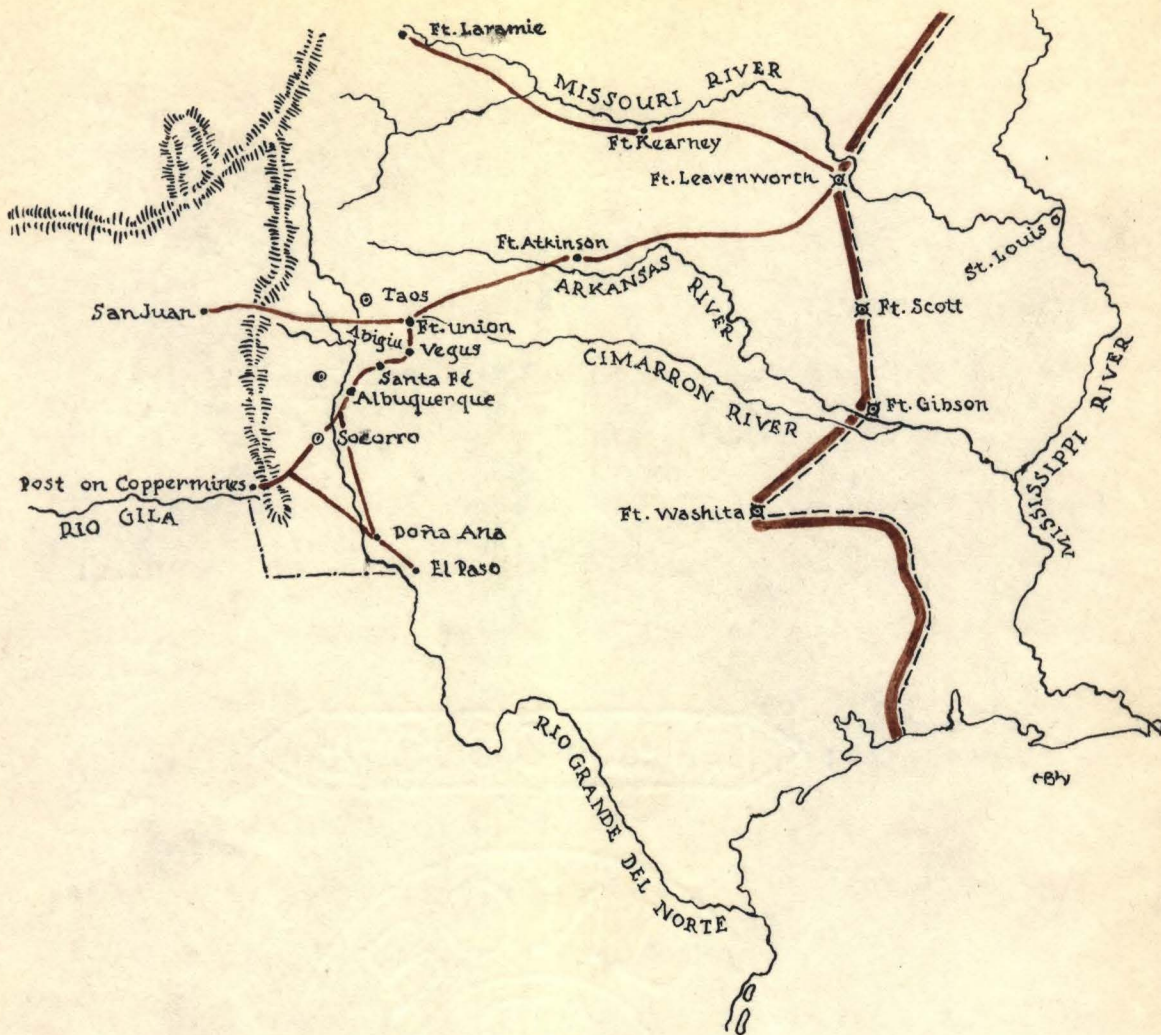 Ft. Laramie
MISSOURI RIVER
Ft Kearney
Ft. Leavenworth
St. Louis
Ft. Atkinson
ARKANSAS RIVER
Taos
San Juan
Ft. Union
Ft. Scott
Abigiu
Vegus
CIMARRON RIVER
Santa Fé
Albuquerque
Ft. Gibson
MISSISSIPPI RIVER
Socorro
Post on Coppermines
RIO GILA
Ft. Washita
Doña Ana
El Paso
RIO GRANDE DEL NORTE